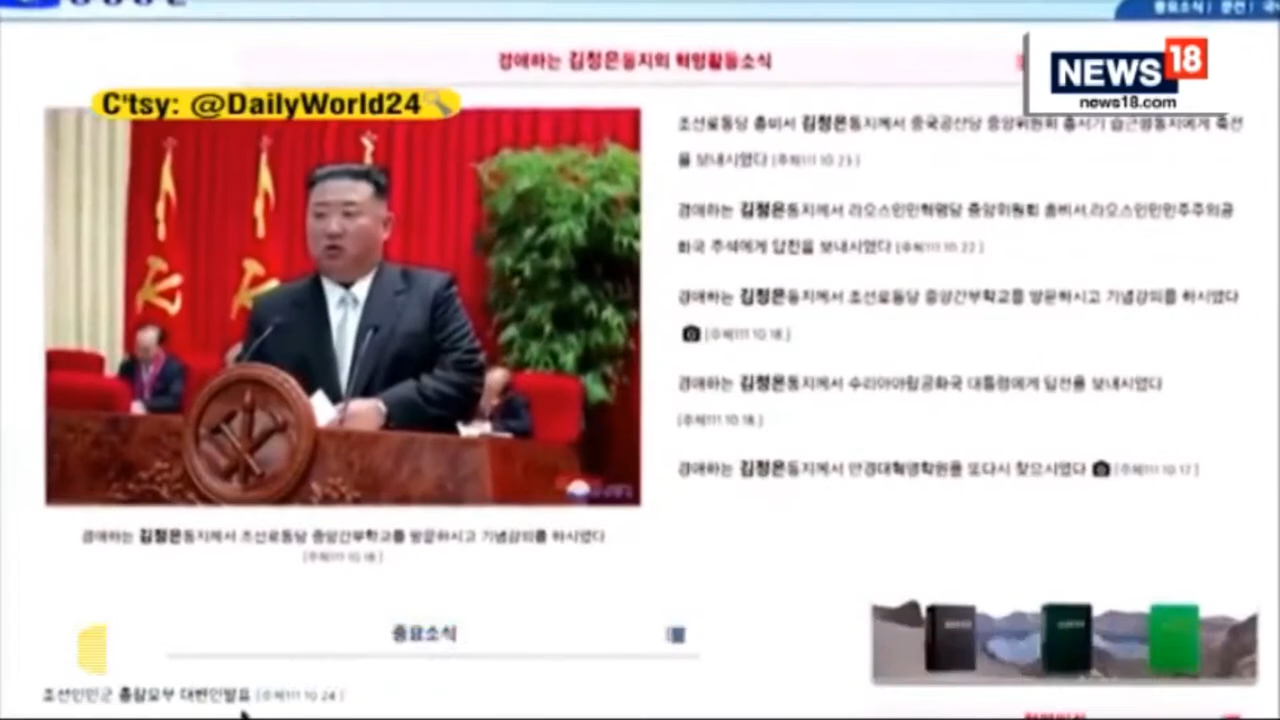 중요소식 | 문헌 |
경애하는 김정은동지의 혁명활동소식
NEWS 18
news18.com
C'tsy: @DailyWorld24
조선로동당 총비서 김정은동지께서 중국공산당 중앙위원회 총서기 습근평동지에게 축전
을 보내시였다 [주체111.10.23]
경애하는 김정은동지께서 라오스인민혁명당 중앙위원회 총비서, 라오스인민민주주의공
화국 주석에게 답전을 보내시였다 [주체111.10.22]
경애하는 김정은동지께서 조선로동당 중앙간부학교를 방문하시고 기념강의를 하시였다
[주체111.10.18]
경애하는 김정은동지께서 수리아아랍공화국 대통령에게 답전을 보내시였다
[주체111.10.18]
경애하는 김정은동지께서 만경대혁명학원을 또다시 찾으시였다 [주체111.10.17]
경애하는 김정은동지께서 조선로동당 중앙간부학교를 방문하시고 기념강의를 하시였다
[주체111.10.18]
중요소식
조선인민군 총참모부 대변인발표 [주체111.10.24]